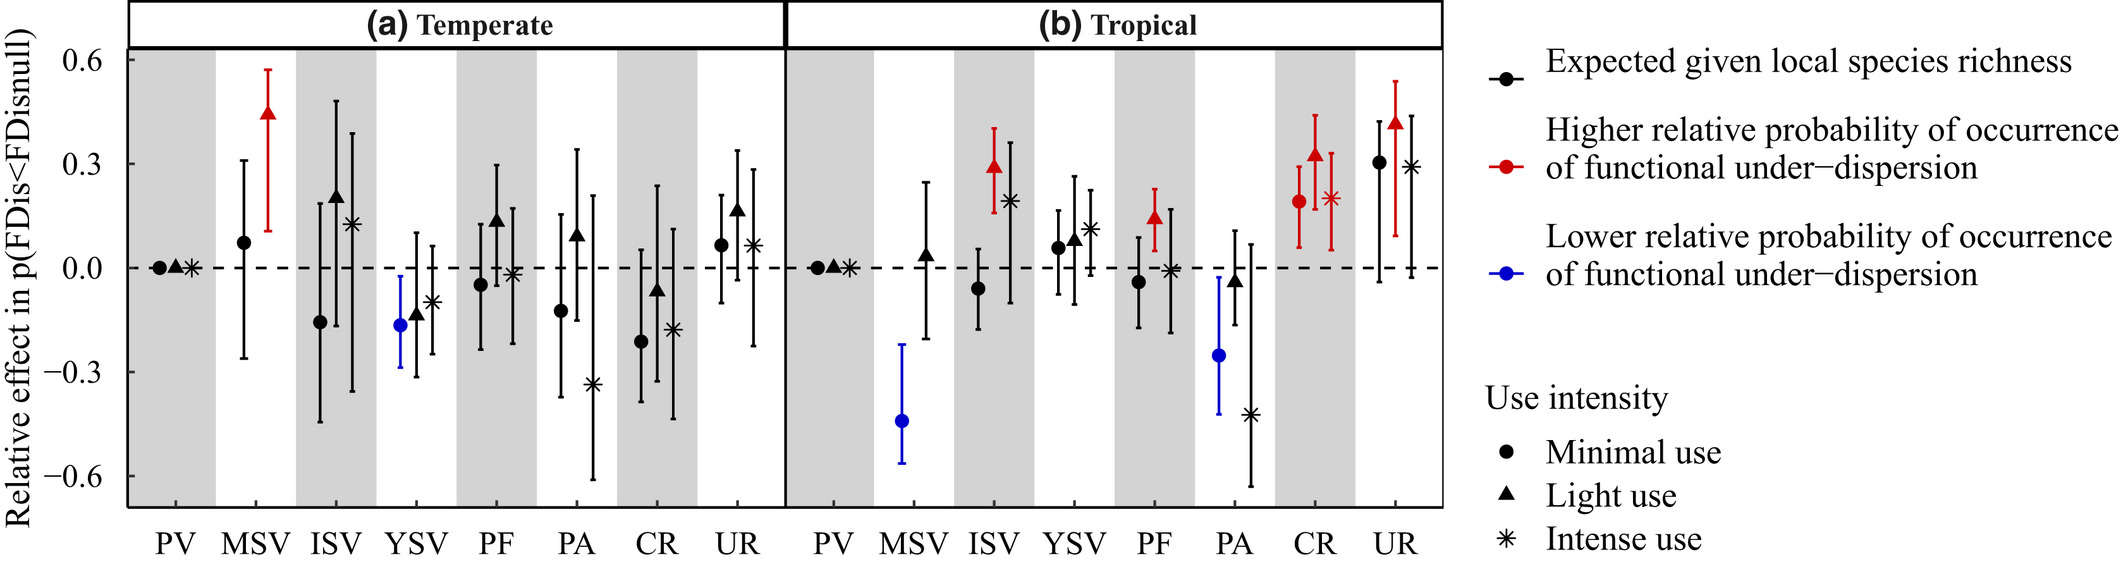 (a) Temperate
(b) Tropical
Relative effect in p(FDis<FDisnull)
0.6
0.3
0.0
−0.3
−0.6
PV MSV ISV YSV PF PA CR UR
PV MSV ISV YSV PF PA CR UR
Expected given local species richness
Higher relative probability of occurrence
of functional under−dispersion
Lower relative probability of occurrence
of functional under−dispersion
Use intensity
Minimal use
Light use
Intense use